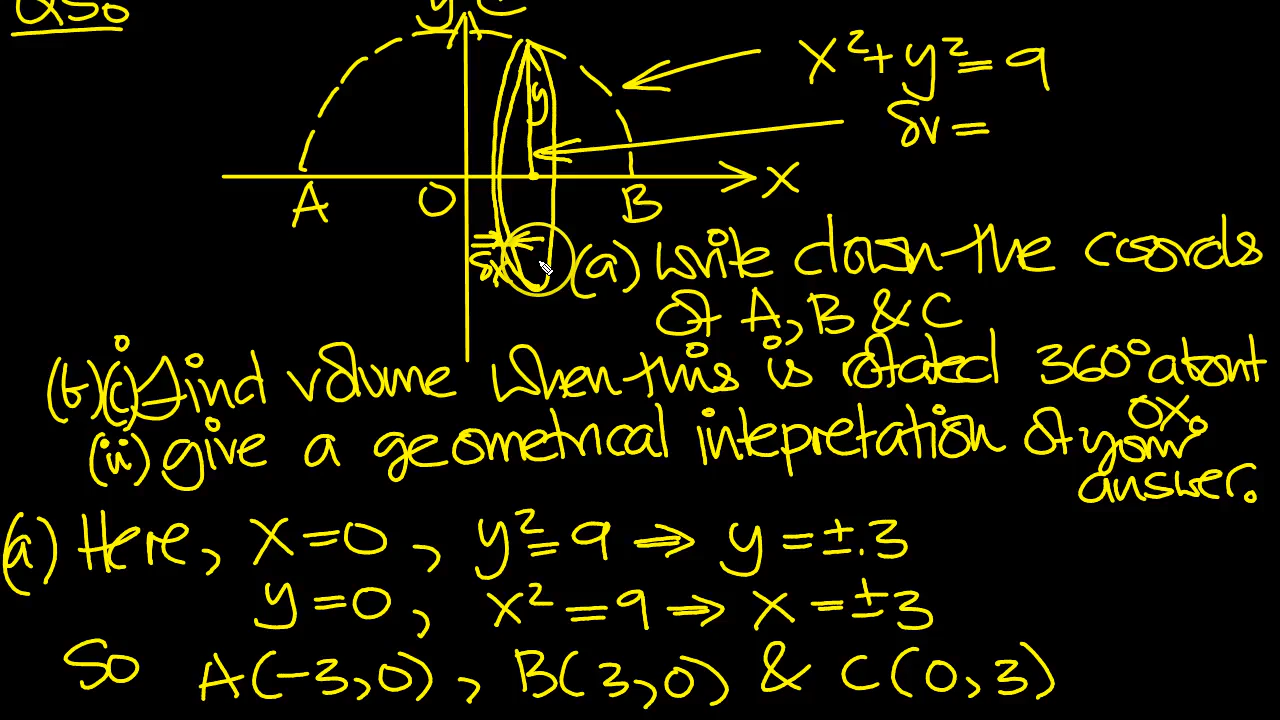 Q50
y C
x²+y²=9
y
δv =
A O B x
δx
(a) write down the coords
of A, B & C
(b)(i) find volume when this is rotated 360° about
OX.
(ii) give a geometrical intepretation of your
answer.
(a) Here, x=0, y²=9 ⇒ y=±3
y=0, x²=9 ⇒ x=±3
So A(-3,0), B(3,0) & C(0,3)